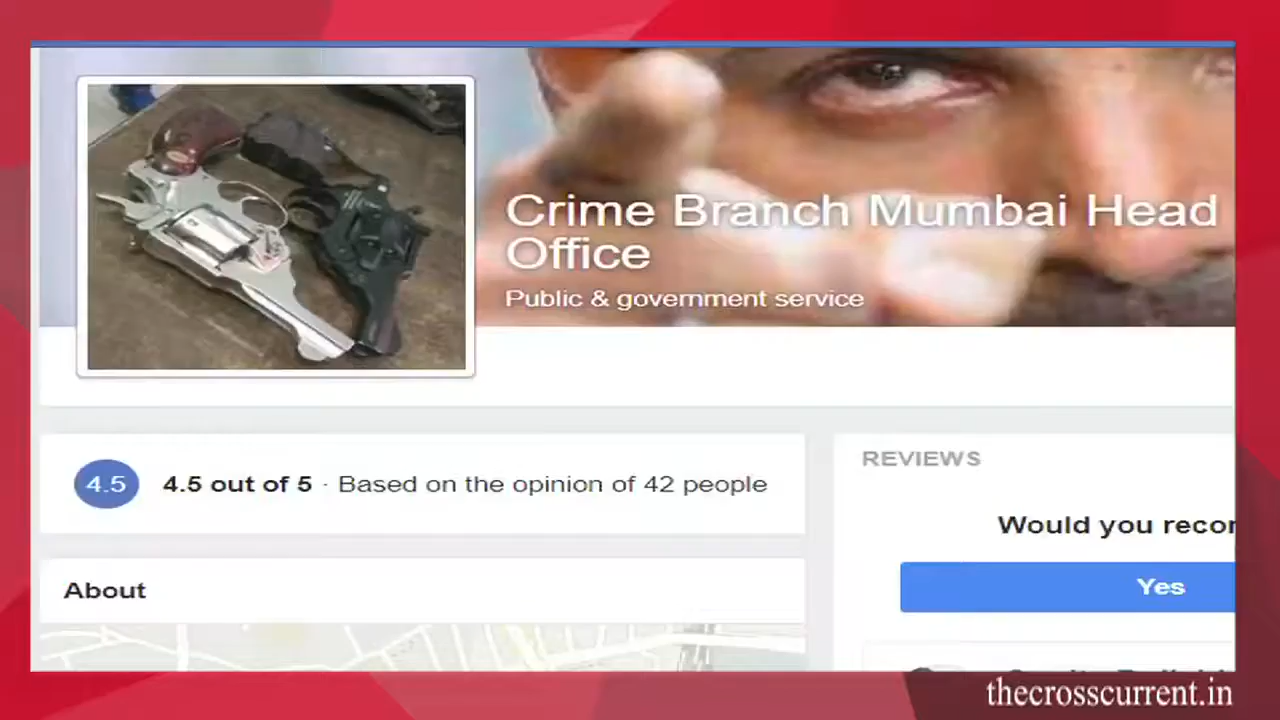 Crime Branch Mumbai Head
Office
Public & government service
4.5
4.5 out of 5 · Based on the opinion of 42 people
REVIEWS
Would you
Yes
About
thecrosscurrent.in